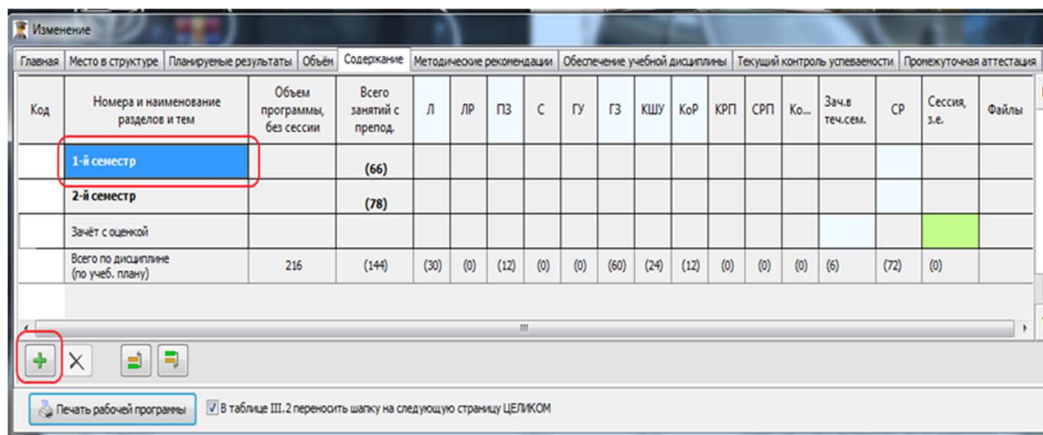 Изменение
Главная Место в структуре Планируемые результаты Объём Содержание Методические рекомендации Обеспечение учебной дисциплины Текущий контроль успеваемости Промежуточная аттестация
Код Номера и наименование разделов и тем Объем программы, без сессии Всего занятий с препод. Л ЛР ПЗ С ГУ ГЗ КШУ КоР КРП СРП Ко... Зач.в теч.сем. СР Сессия, з.е. Файлы
1-й семестр (66)
2-й семестр (78)
Зачёт с оценкой
Всего по дисциплине (по учеб. плану) 216 (144) (30) (0) (12) (0) (0) (60) (24) (12) (0) (0) (0) (6) (72) (0)
Печать рабочей программы В таблице III.2 переносить шапку на следующую страницу ЦЕЛИКОМ